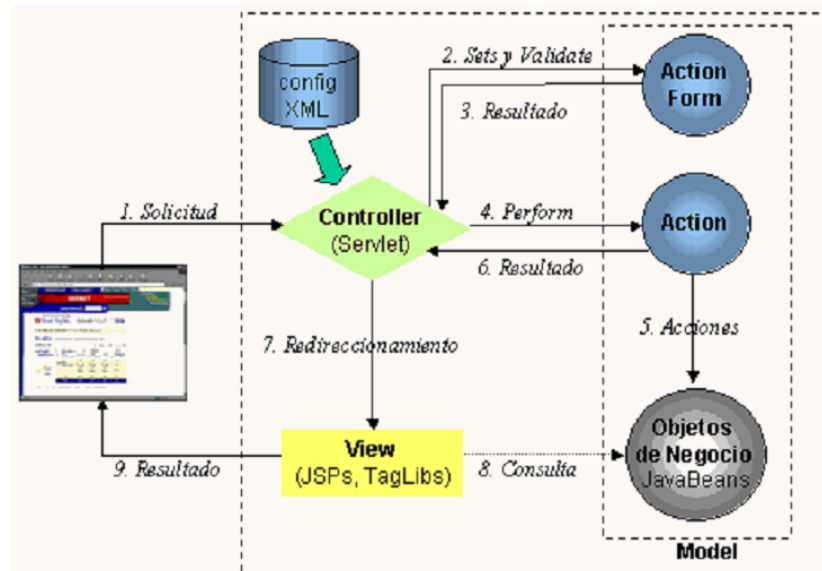 config
XML
2. Sets y Validate
Action
Form
3. Resultado
1. Solicitud
Controller
(Servlet)
4. Perform
Action
6. Resultado
7. Redireccionamiento
5. Acciones
View
(JSPs, TagLibs)
8. Consulta
Objetos
de Negocio
JavaBeans
9. Resultado
Model